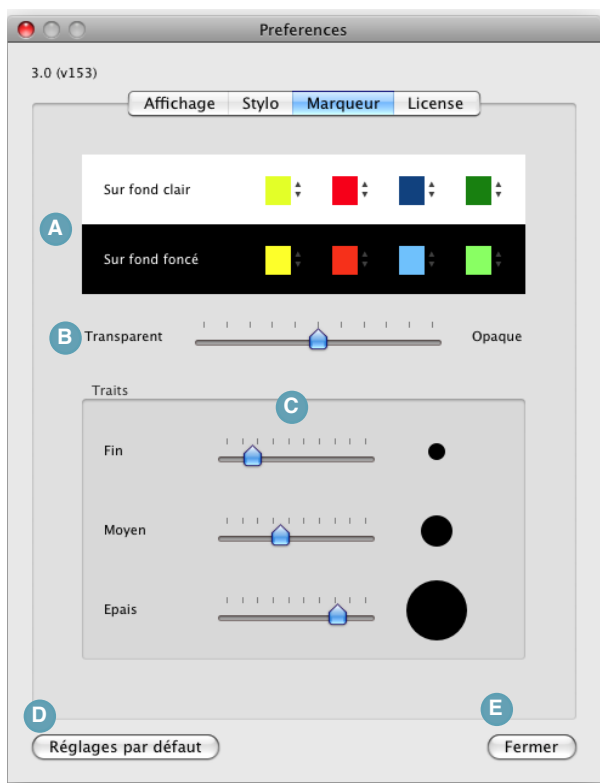 Preferences
3.0 (v153)
Affichage Stylo Marqueur License
Sur fond clair
A
Sur fond foncé
B Transparent Opaque
Traits
C
Fin
Moyen
Epais
D E
Réglages par défaut Fermer